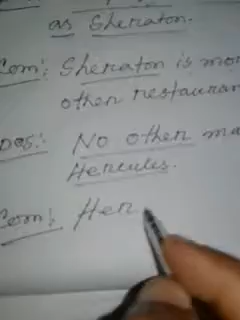 as Sheraton.
Com: Sheraton is mo
other restauran
Pos: No other ma
Hercules.
Com: Her